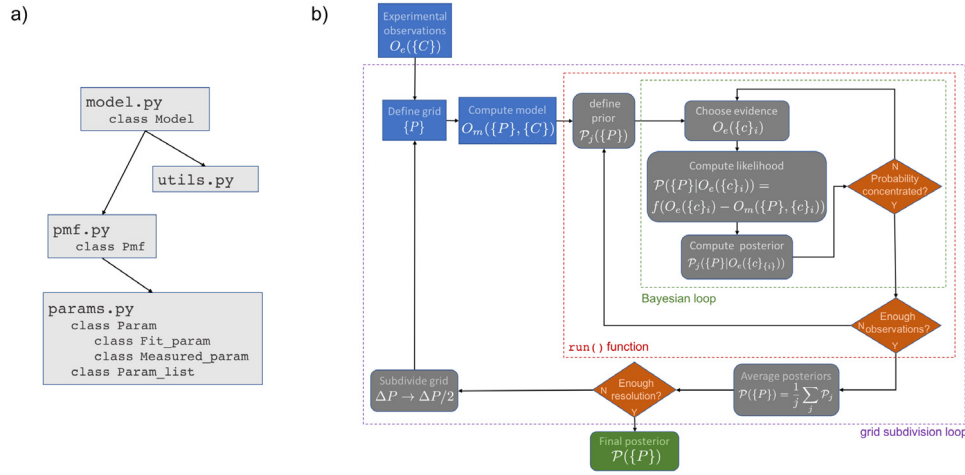 a)
model.py
class Model
utils.py
pmf.py
class Pmf
params.py
class Param
class Fit_param
class Measured_param
class Param_list
b)
Experimental
observations
O_e({C})
Define grid
{P}
Compute model
O_m({P}, {C})
define
prior
𝒫_j({P})
Choose evidence
O_e({c}_i)
Compute likelihood
𝒫({P}|O_e({c}_i)) =
f(O_e({c}_i) − O_m({P}, {c}_i))
Compute posterior
𝒫_j({P}|O_e({c}_{i}))
N
Probability
concentrated?
Y
Bayesian loop
Enough
N
observations?
Y
run() function
Average posteriors
𝒫({P}) = 1/j ∑_j 𝒫_j
Enough
N
resolution?
Y
Subdivide grid
ΔP → ΔP/2
grid subdivision loop
Final posterior
𝒫({P})